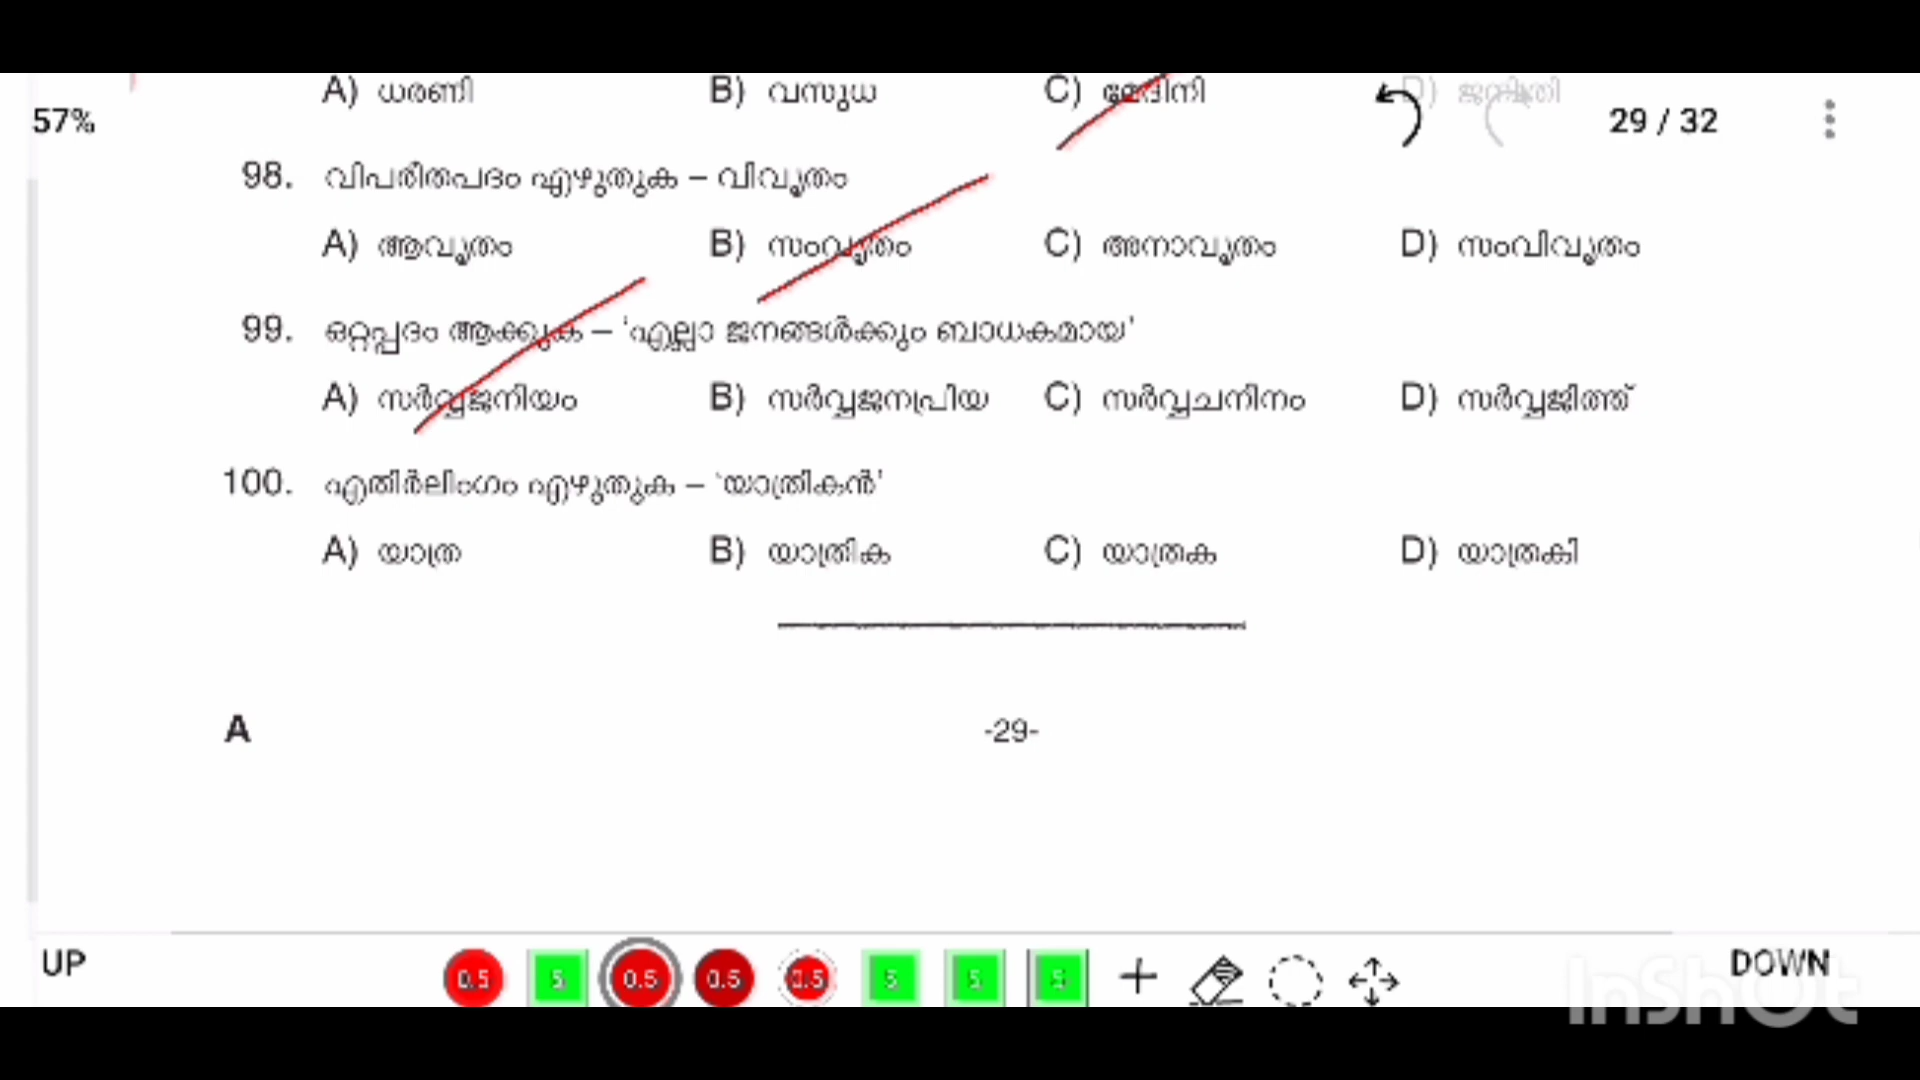 A) ധരണി B) വസുധ C) മേദിനി D) ജനിത്രി
57% 29 / 32
98. വിപരീതപദം എഴുതുക – വിവൃതം
A) ആവൃതം B) സംവൃതം C) അനാവൃതം D) സംവിവൃതം
99. ഒറ്റപ്പദം ആക്കുക – ‘എല്ലാ ജനങ്ങൾക്കും ബാധകമായ’
A) സർവ്വജനിയം B) സർവ്വജനപ്രിയ C) സർവ്വചനിനം D) സർവ്വജിത്ത്
100. എതിർലിംഗം എഴുതുക – ‘യാത്രികൻ’
A) യാത്ര B) യാത്രിക C) യാത്രക D) യാത്രകി
A -29-
UP DOWN
0.5 5 0.5 0.5 0.5 5 5 5
InShOt